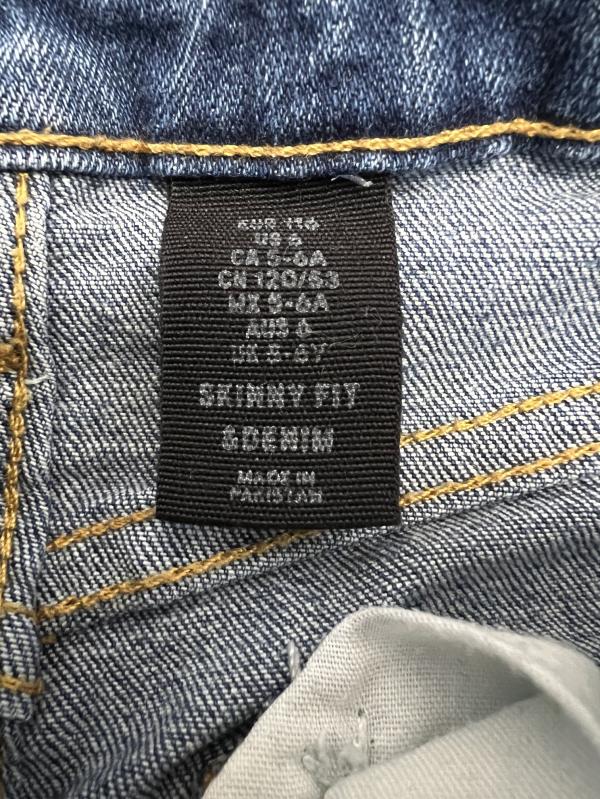 EUR 116
US 6
CA 5-6A
CN 120/53
MX 5-6A
AUS 6
UK 5-6Y
SKINNY FIT
&DENIM
MADE IN
PAKISTAN